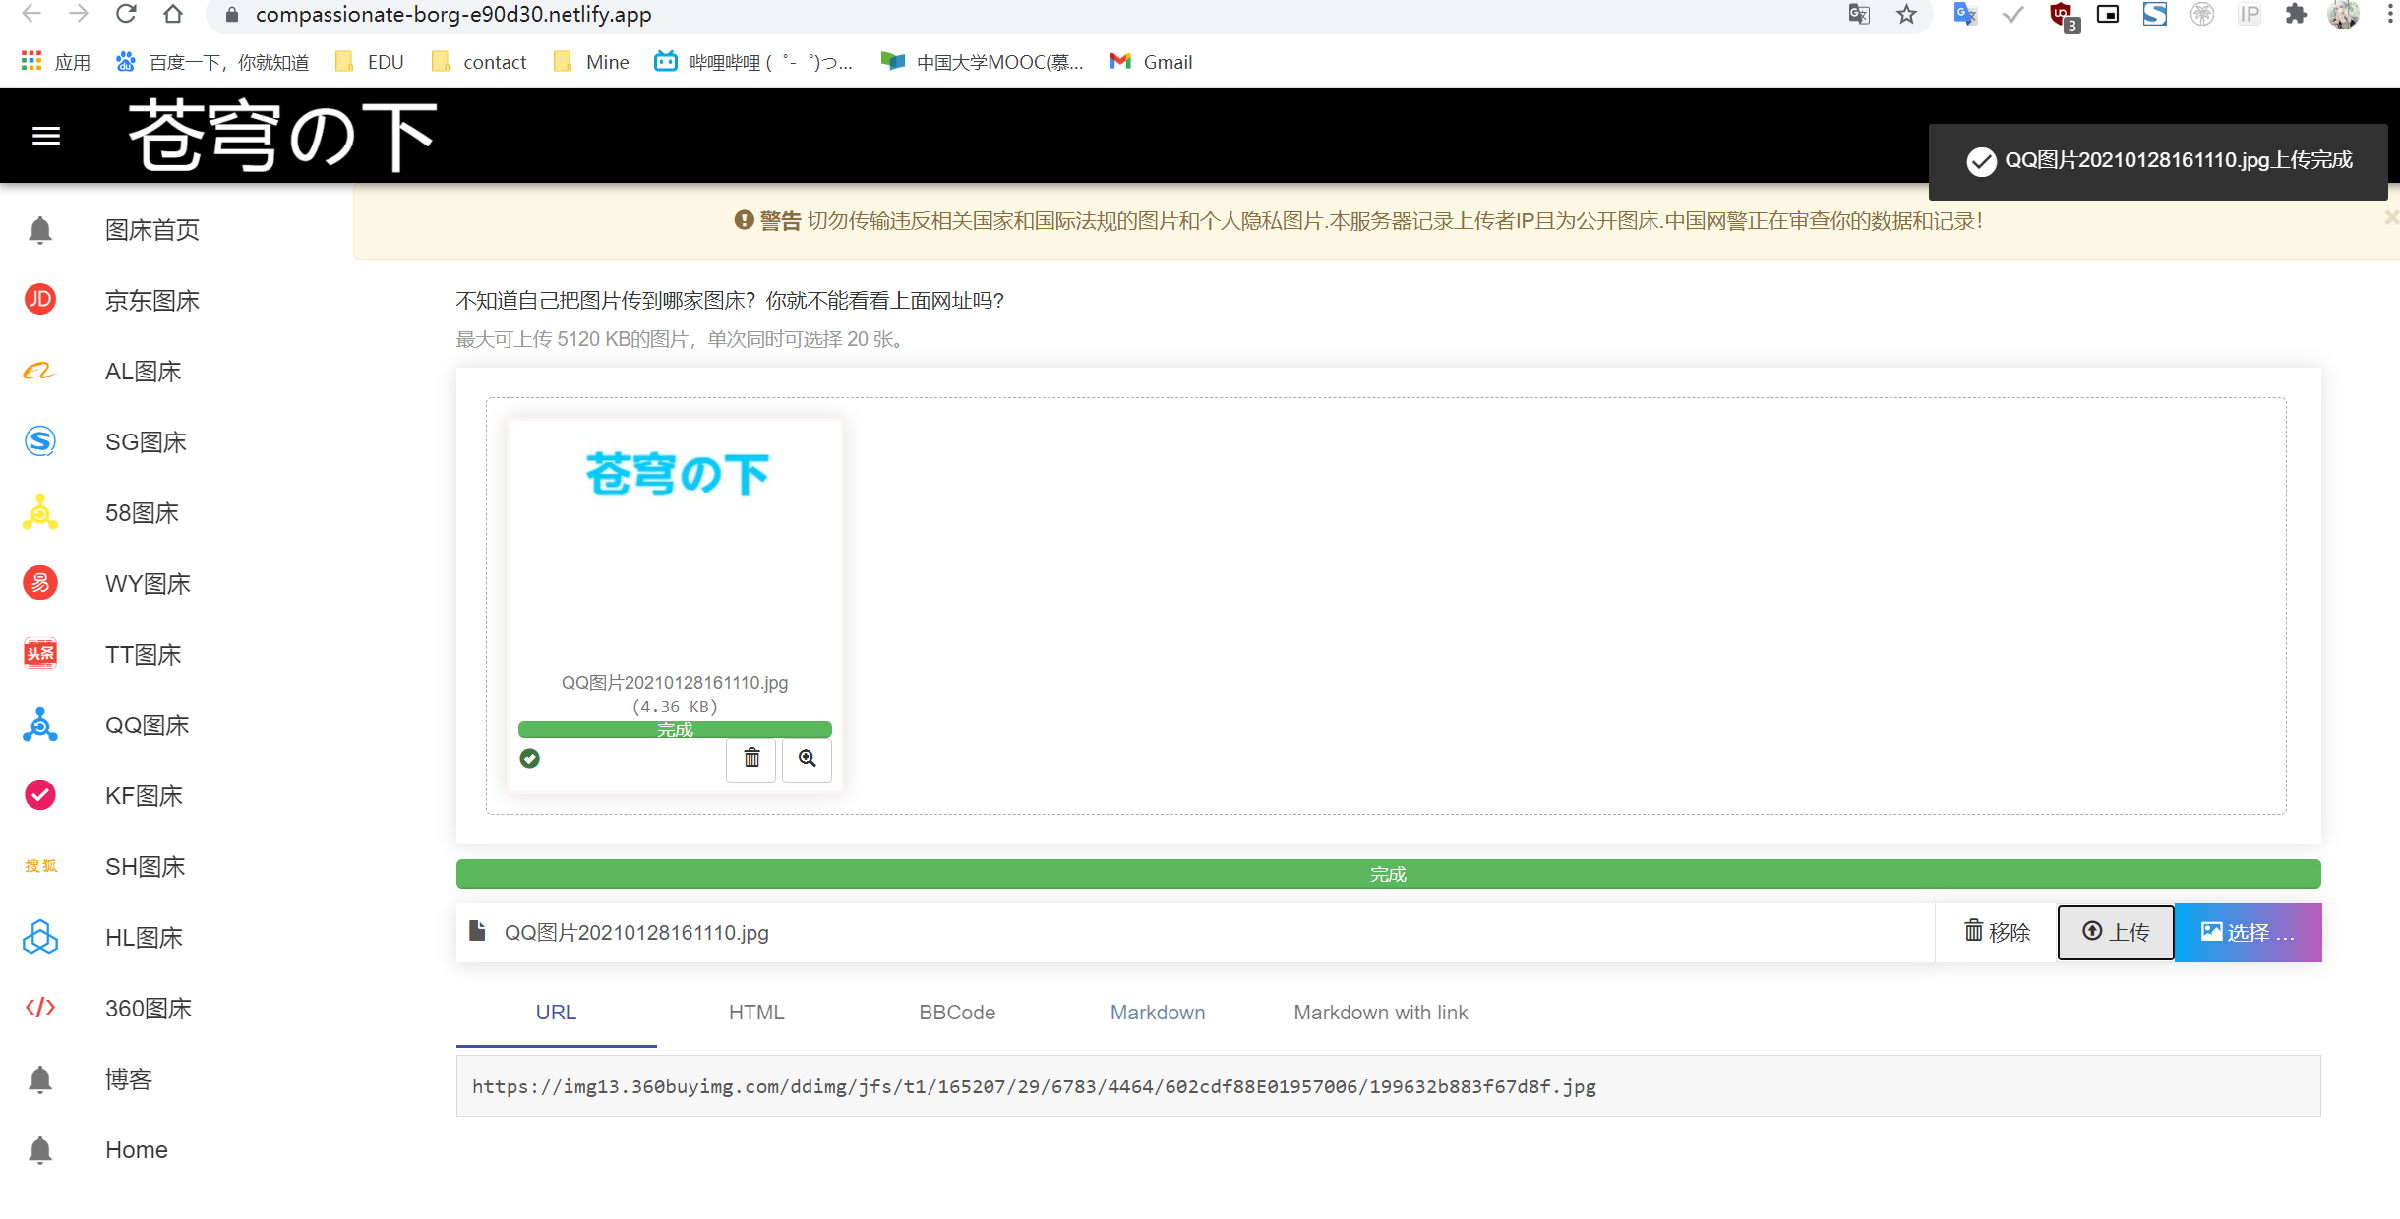 compassionate-borg-e90d30.netlify.app
3
IP
应用
百度一下，你就知道
EDU
contact
Mine
哔哩哔哩 ( ゜- ゜)つ...
中国大学MOOC(慕...
Gmail
苍穹の下
QQ图片20210128161110.jpg上传完成
警告 切勿传输违反相关国家和国际法规的图片和个人隐私图片.本服务器记录上传者IP且为公开图床.中国网警正在审查你的数据和记录!
图床首页
JD 京东图床
AL图床
SG图床
58图床
易 WY图床
头条 TT图床
QQ图床
KF图床
搜狐 SH图床
HL图床
360图床
博客
Home
不知道自己把图片传到哪家图床？你就不能看看上面网址吗?
最大可上传 5120 KB的图片，单次同时可选择 20 张。
苍穹の下
QQ图片20210128161110.jpg
(4.36 KB)
完成
完成
QQ图片20210128161110.jpg
移除
上传
选择 ...
URL
HTML
BBCode
Markdown
Markdown with link
https://img13.360buyimg.com/ddimg/jfs/t1/165207/29/6783/4464/602cdf88E01957006/199632b883f67d8f.jpg